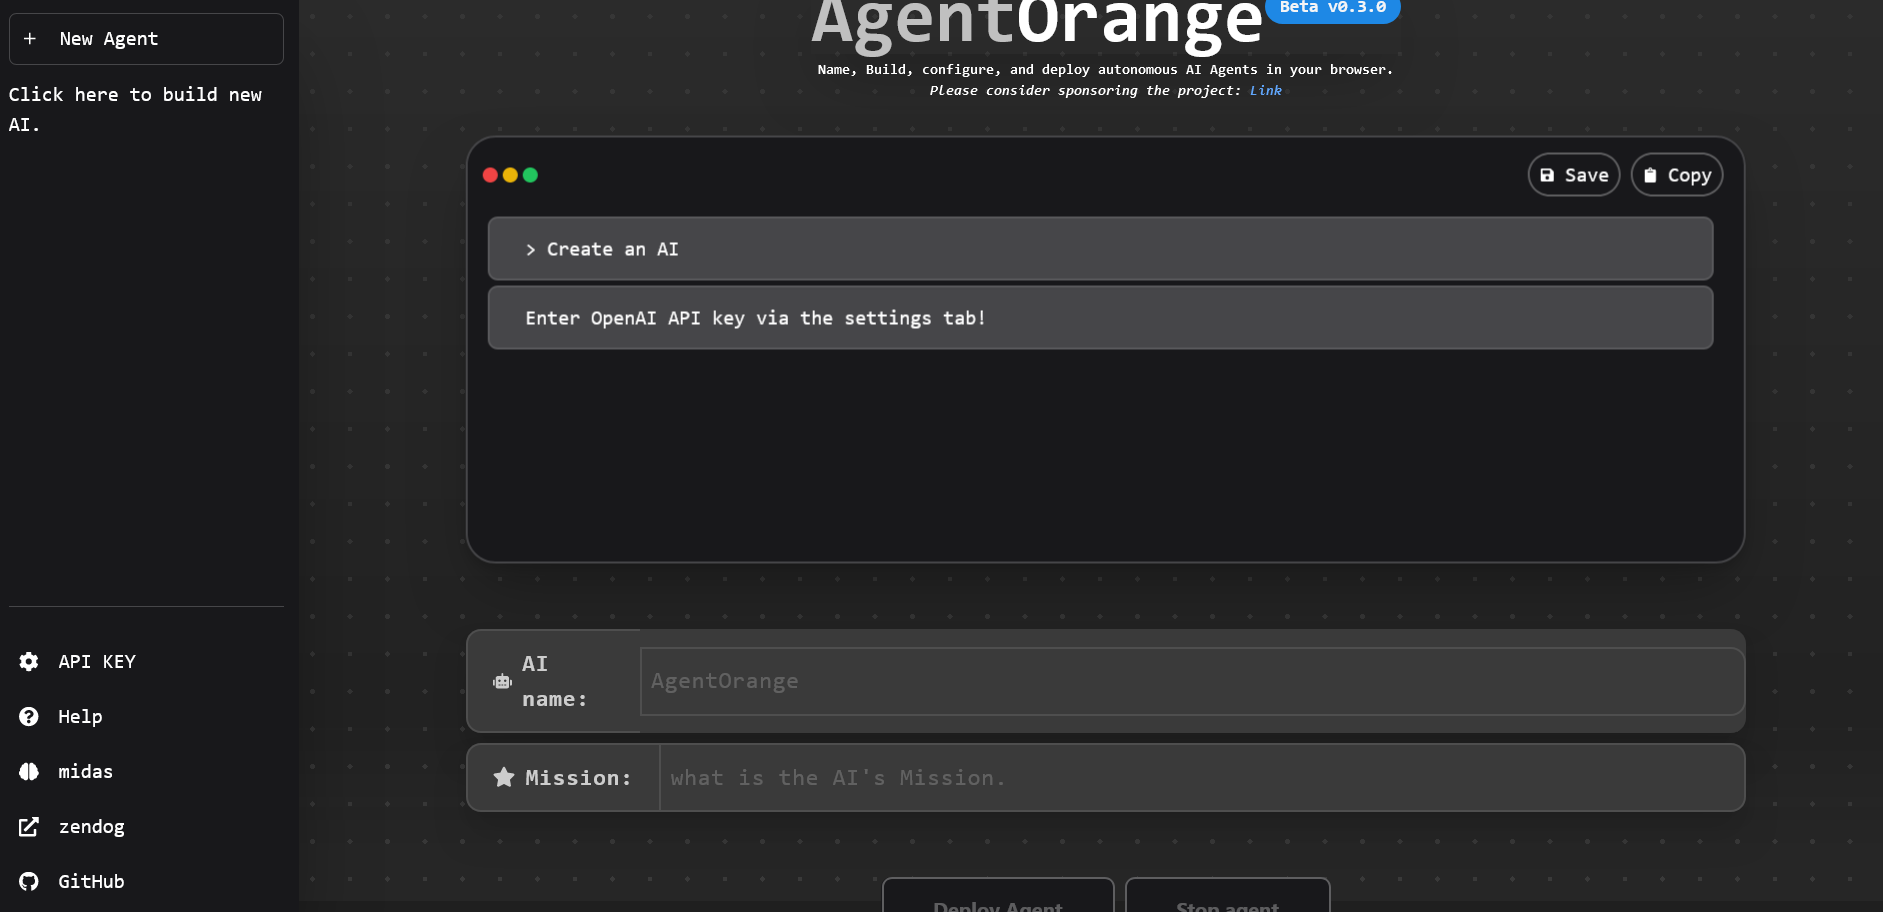 + New Agent
Click here to build new
AI.
API KEY
Help
midas
zendog
GitHub
AgentOrange
Beta v0.3.0
Name, Build, configure, and deploy autonomous AI Agents in your browser.
Please consider sponsoring the project: Link
Save
Copy
> Create an AI
Enter OpenAI API key via the settings tab!
AI
name:
AgentOrange
Mission:
what is the AI's Mission.
Deploy Agent
Stop agent